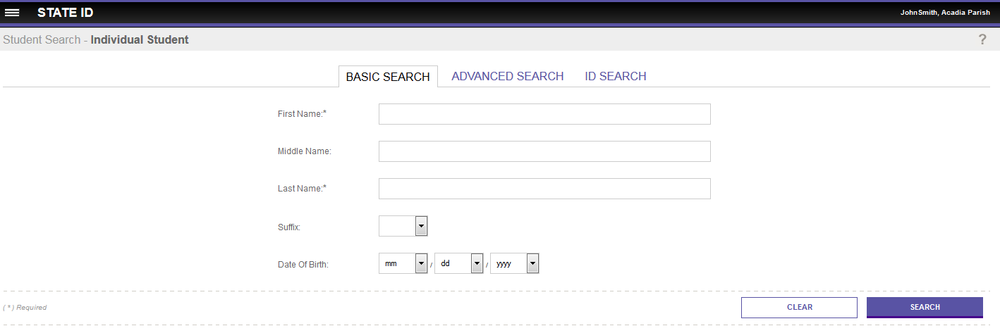 STATE ID
JohnSmith, Acadia Parish
Student Search - Individual Student
?
BASIC SEARCH ADVANCED SEARCH ID SEARCH
First Name:*
Middle Name:
Last Name:*
Suffix:
Date Of Birth: mm / dd / yyyy
( * ) Required
CLEAR SEARCH